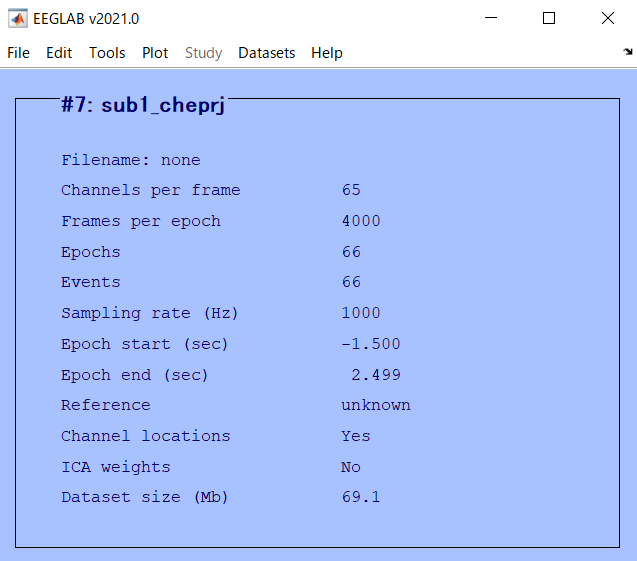 EEGLAB v2021.0
File Edit Tools Plot Study Datasets Help
#7: sub1_cheprj
Filename: none
Channels per frame 65
Frames per epoch 4000
Epochs 66
Events 66
Sampling rate (Hz) 1000
Epoch start (sec) -1.500
Epoch end (sec) 2.499
Reference unknown
Channel locations Yes
ICA weights No
Dataset size (Mb) 69.1